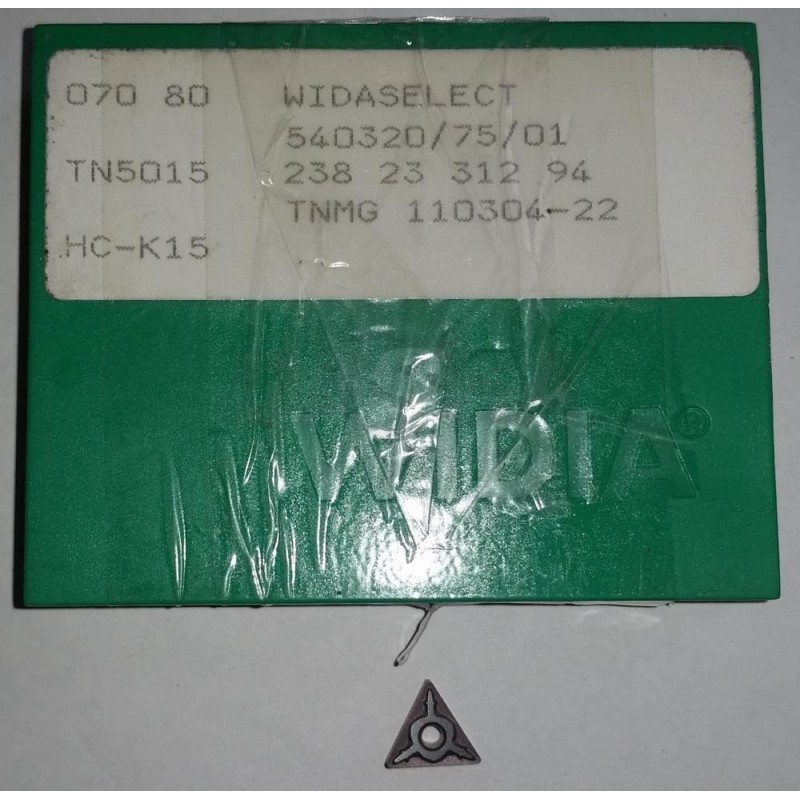 070 80 WIDASELECT
540320/75/01
TN5015 238 23 312 94
TNMG 110304-22
HC-K15
WIDIA®